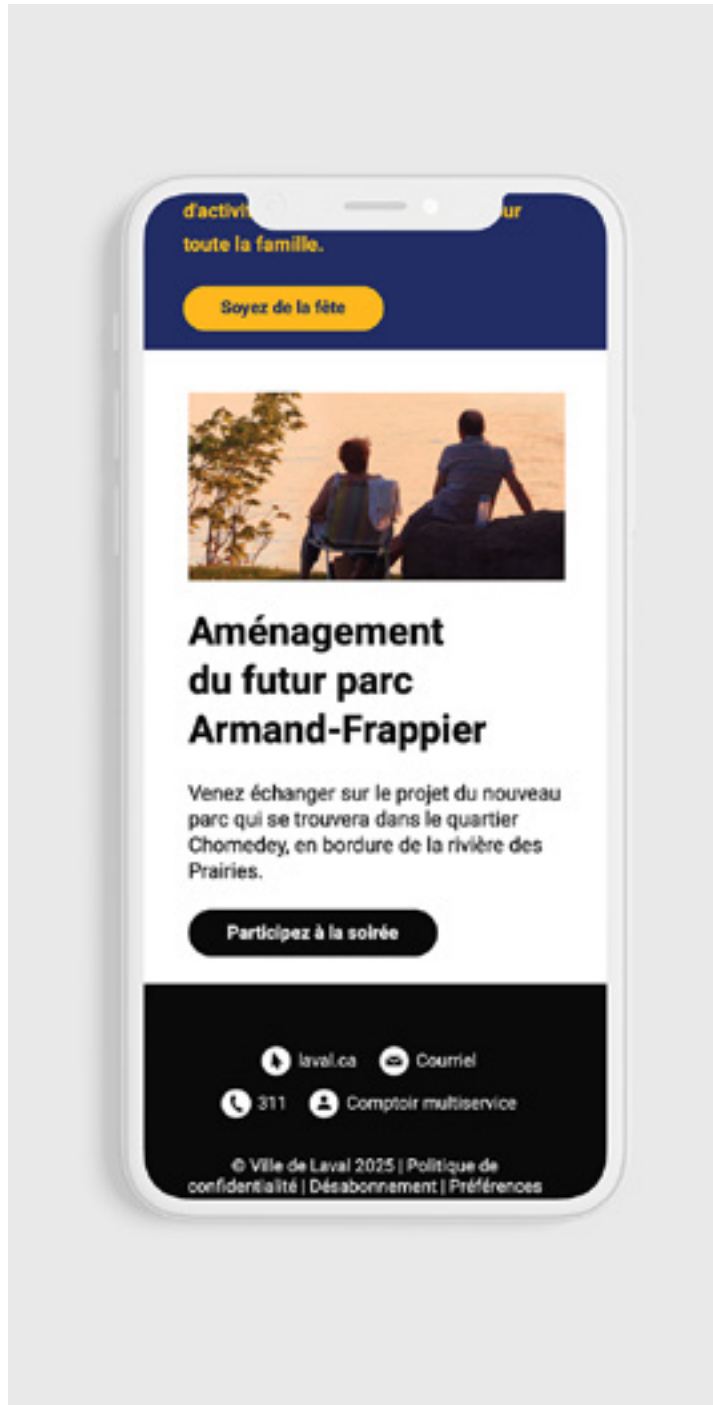 toute la famille.
Soyez de la fête
Aménagement
du futur parc
Armand-Frappier
Venez échanger sur le projet du nouveau
parc qui se trouvera dans le quartier
Chomedey, en bordure de la rivière des
Prairies.
Participez à la soirée
laval.ca Courriel
311 Comptoir multiservice
© Ville de Laval 2025 | Politique de
confidentialité | Désabonnement | Préférences